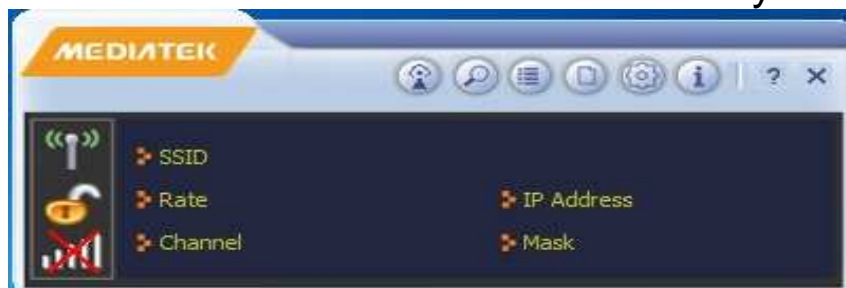 MEDIATEK
? ×
SSID
Rate
IP Address
Channel
Mask